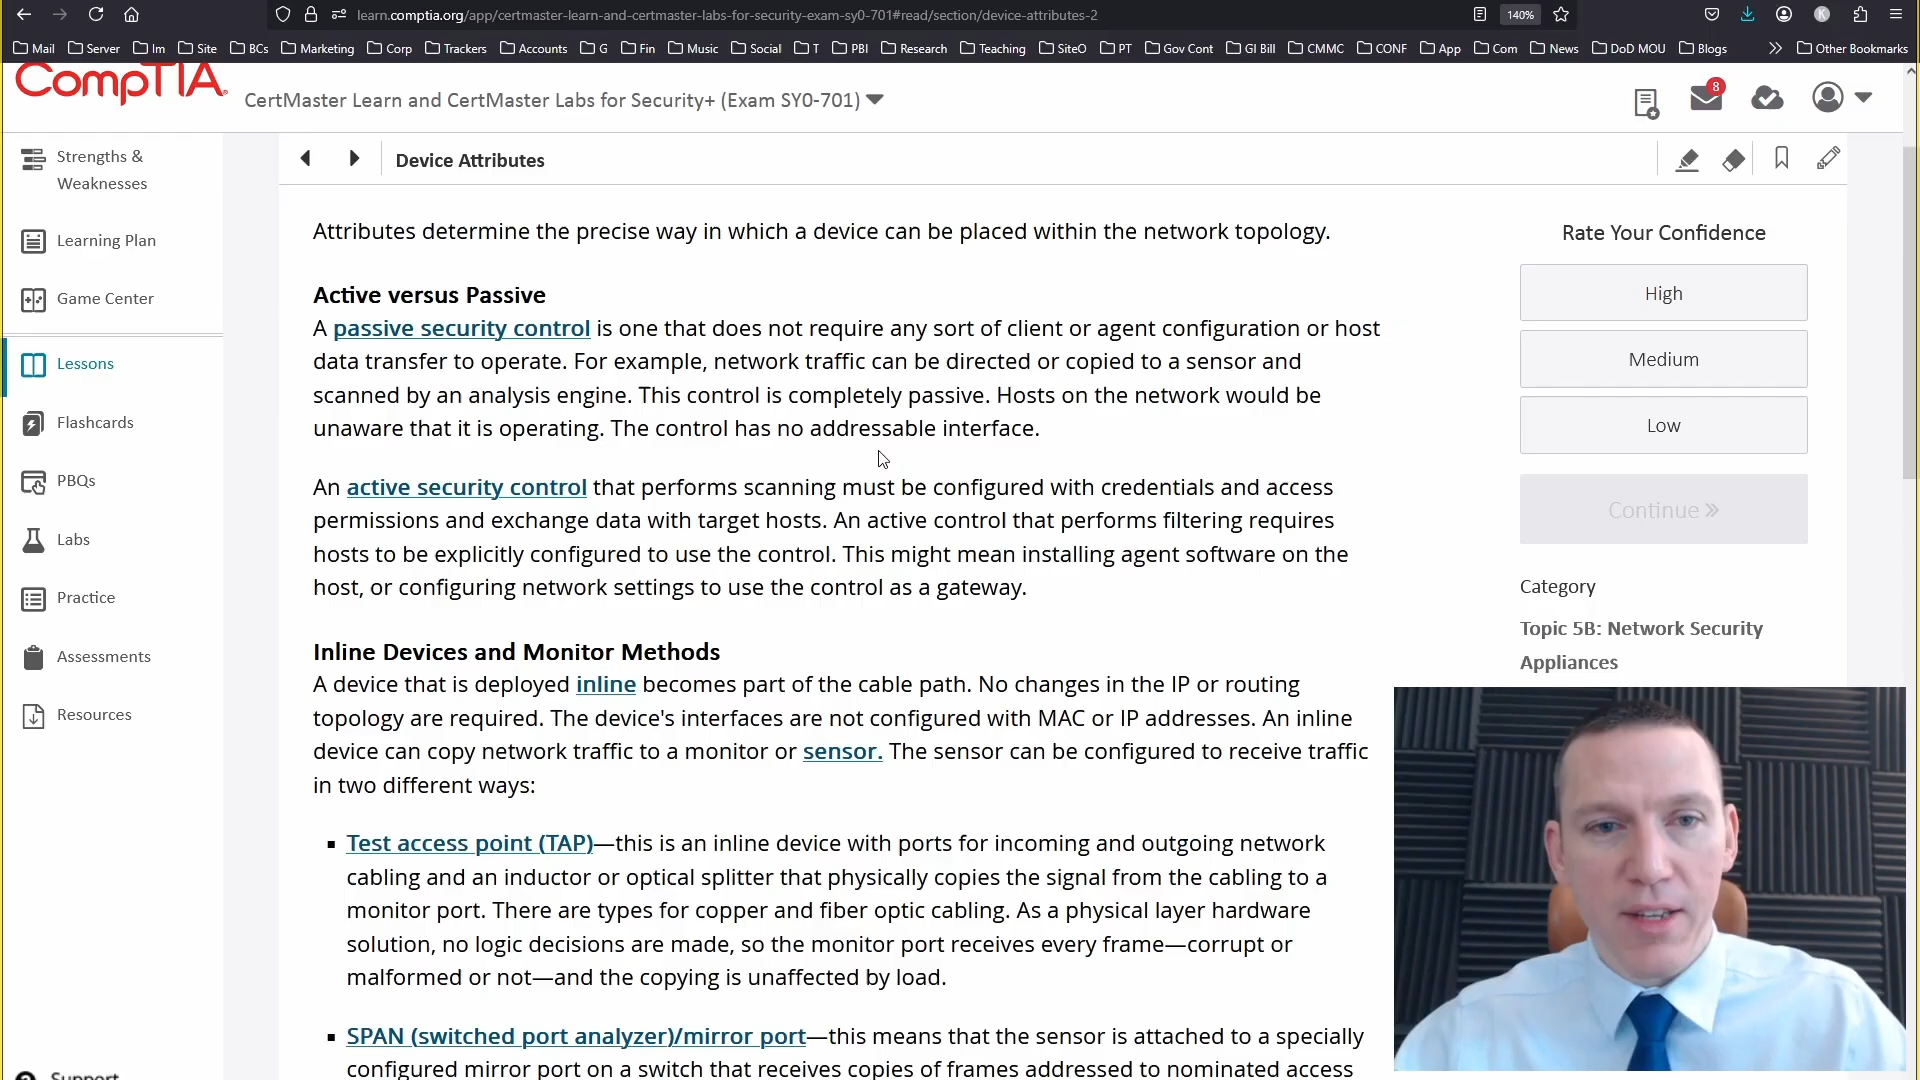 learn.comptia.org/app/certmaster-learn-and-certmaster-labs-for-security-exam-sy0-701#read/section/device-attributes-2
140%
Mail Server Im Site BCs Marketing Corp Trackers Accounts G Fin Music Social T PBI Research Teaching SiteO PT Gov Cont GI Bill CMMC CONF App Com News DoD MOU Blogs Other Bookmarks
CompTIA.
CertMaster Learn and CertMaster Labs for Security+ (Exam SY0-701)
8
Strengths &
Weaknesses
Learning Plan
Game Center
Lessons
Flashcards
PBQs
Labs
Practice
Assessments
Resources
Support
Device Attributes
Attributes determine the precise way in which a device can be placed within the network topology.
Active versus Passive
A passive security control is one that does not require any sort of client or agent configuration or host
data transfer to operate. For example, network traffic can be directed or copied to a sensor and
scanned by an analysis engine. This control is completely passive. Hosts on the network would be
unaware that it is operating. The control has no addressable interface.
An active security control that performs scanning must be configured with credentials and access
permissions and exchange data with target hosts. An active control that performs filtering requires
hosts to be explicitly configured to use the control. This might mean installing agent software on the
host, or configuring network settings to use the control as a gateway.
Inline Devices and Monitor Methods
A device that is deployed inline becomes part of the cable path. No changes in the IP or routing
topology are required. The device's interfaces are not configured with MAC or IP addresses. An inline
device can copy network traffic to a monitor or sensor. The sensor can be configured to receive traffic
in two different ways:
▪ Test access point (TAP)—this is an inline device with ports for incoming and outgoing network
cabling and an inductor or optical splitter that physically copies the signal from the cabling to a
monitor port. There are types for copper and fiber optic cabling. As a physical layer hardware
solution, no logic decisions are made, so the monitor port receives every frame—corrupt or
malformed or not—and the copying is unaffected by load.
▪ SPAN (switched port analyzer)/mirror port—this means that the sensor is attached to a specially
configured mirror port on a switch that receives copies of frames addressed to nominated access
Rate Your Confidence
High
Medium
Low
Continue »
Category
Topic 5B: Network Security
Appliances